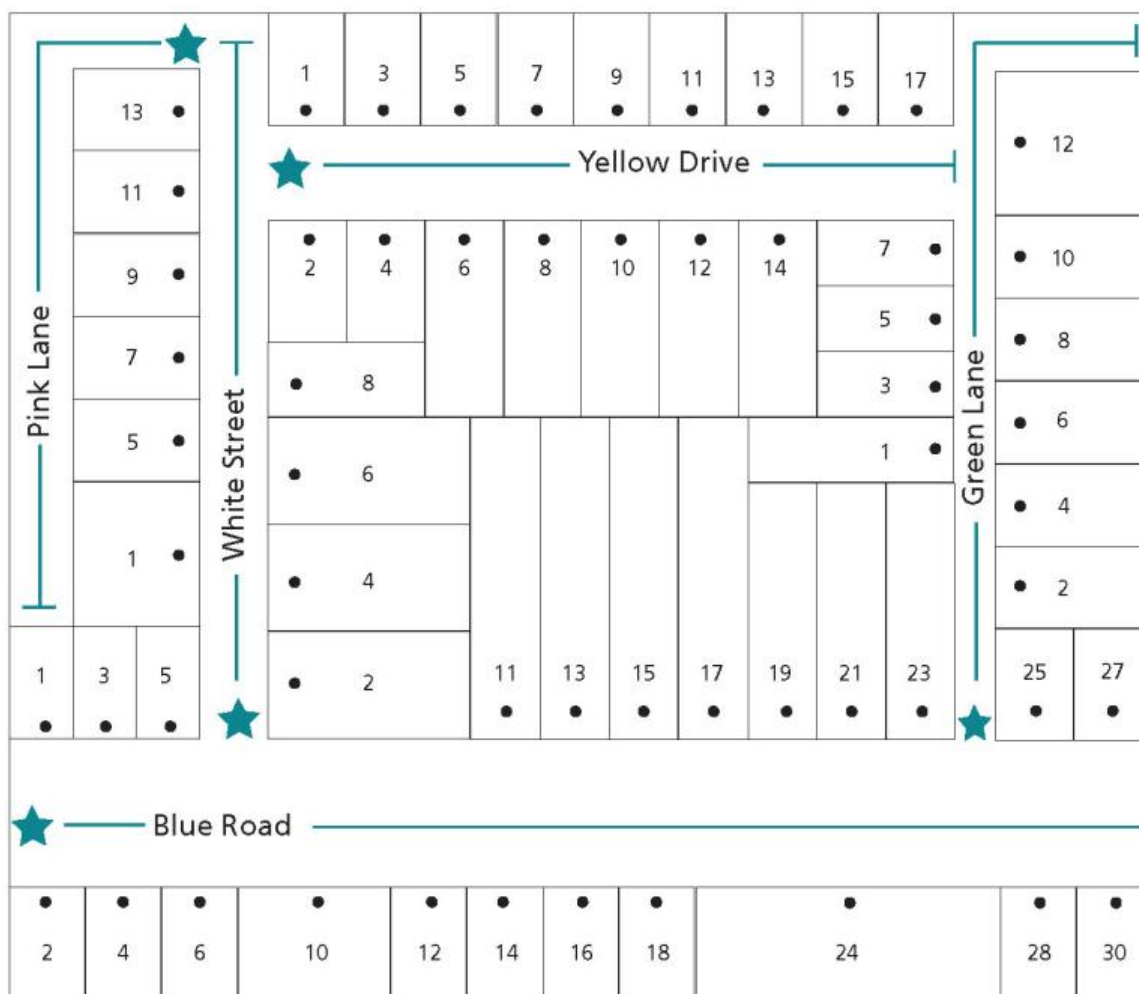 1 3 5 7 9 11 13 15 17
13
Yellow Drive
12
11
2 4 6 8 10 12 14 7
10
9
5
8
7
8 3
Pink Lane
White Street
Green Lane
5
6
1
6
4
1
4
2
1 3 5
2
11 13 15 17 19 21 23
25 27
Blue Road
2 4 6 10 12 14 16 18 24 28 30